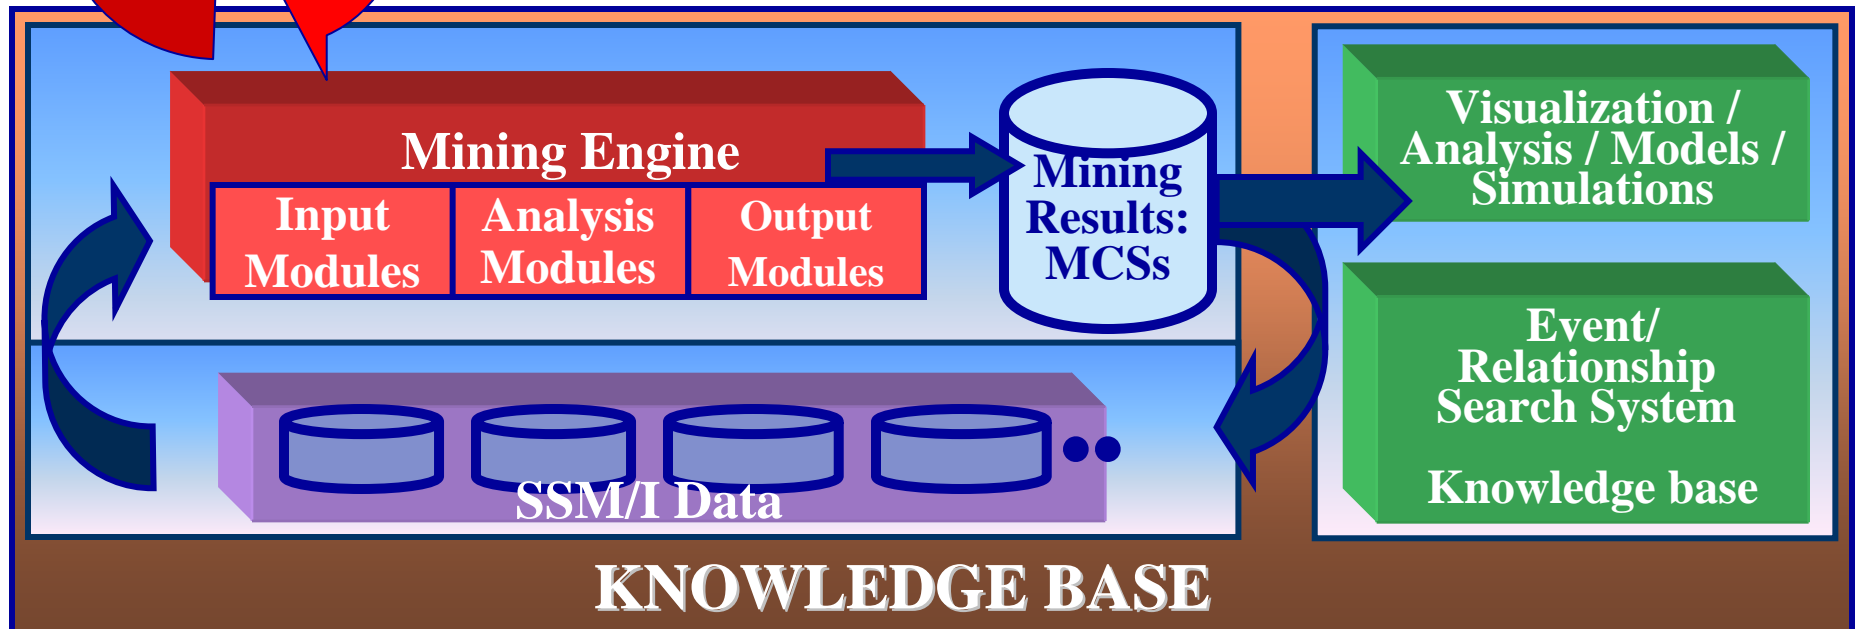 Mining Engine
Input
Modules
Analysis
Modules
Output
Modules
Mining
Results:
MCSs
Visualization /
Analysis / Models /
Simulations
Event/
Relationship
Search System
Knowledge base
SSM/I Data
KNOWLEDGE BASE